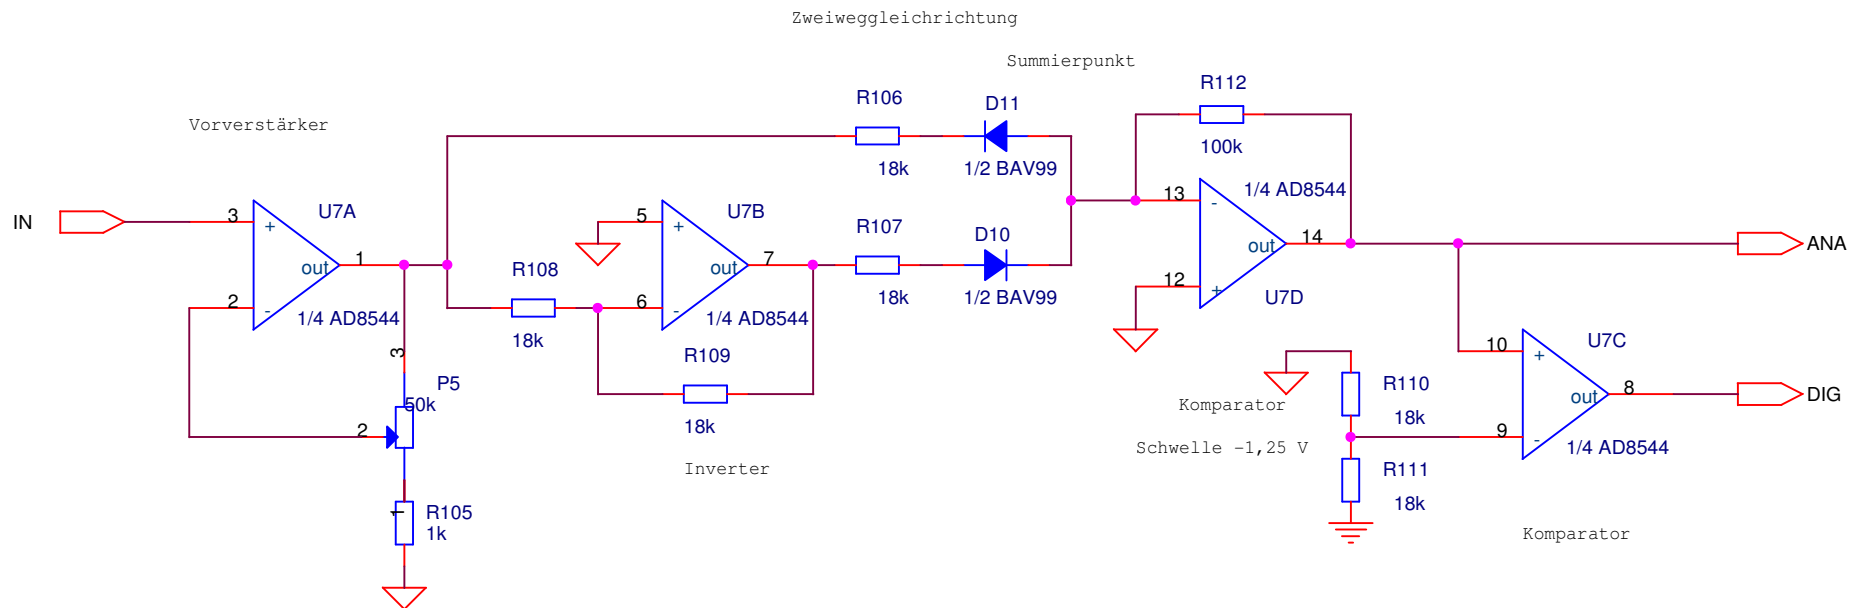 Zweiweggleichrichtung
Summierpunkt
Vorverstärker
R106
18k
D11
1/2 BAV99
R112
100k
IN
3
+
2
-
U7A
out
1
1/4 AD8544
R108
18k
5
+
6
-
U7B
out
7
1/4 AD8544
R109
18k
Inverter
R107
18k
D10
1/2 BAV99
13
-
12
+
1/4 AD8544
out
14
U7D
ANA
3
P5
50k
2
1
R105
1k
Komparator
Schwelle -1,25 V
R110
18k
R111
18k
10
+
9
-
U7C
out
8
1/4 AD8544
DIG
Komparator